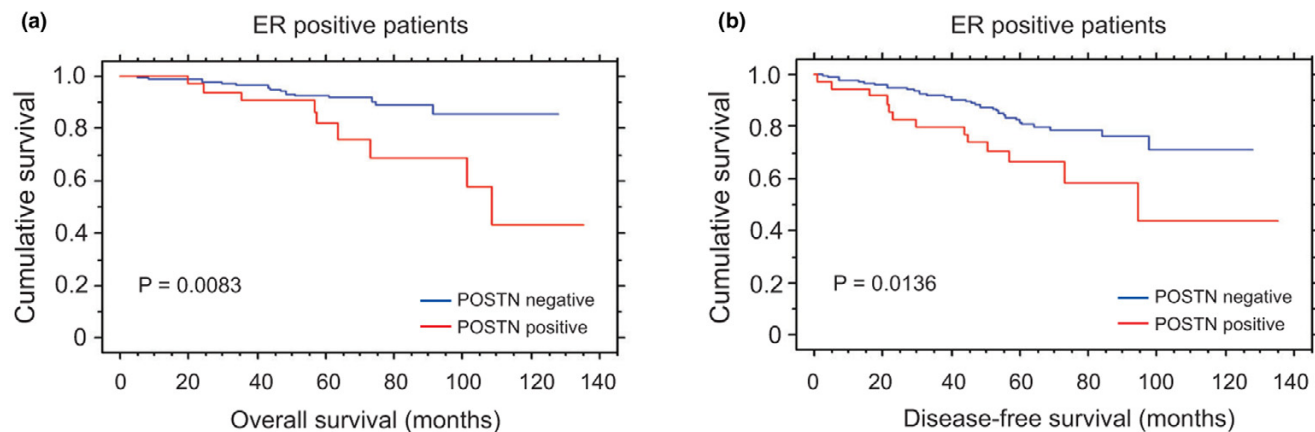 (a)
ER positive patients
Cumulative survival
1.0
0.8
0.6
0.4
0.2
0
P = 0.0083
POSTN negative
POSTN positive
0 20 40 60 80 100 120 140
Overall survival (months)
(b)
ER positive patients
Cumulative survival
1.0
0.8
0.6
0.4
0.2
0
P = 0.0136
POSTN negative
POSTN positive
0 20 40 60 80 100 120 140
Disease-free survival (months)